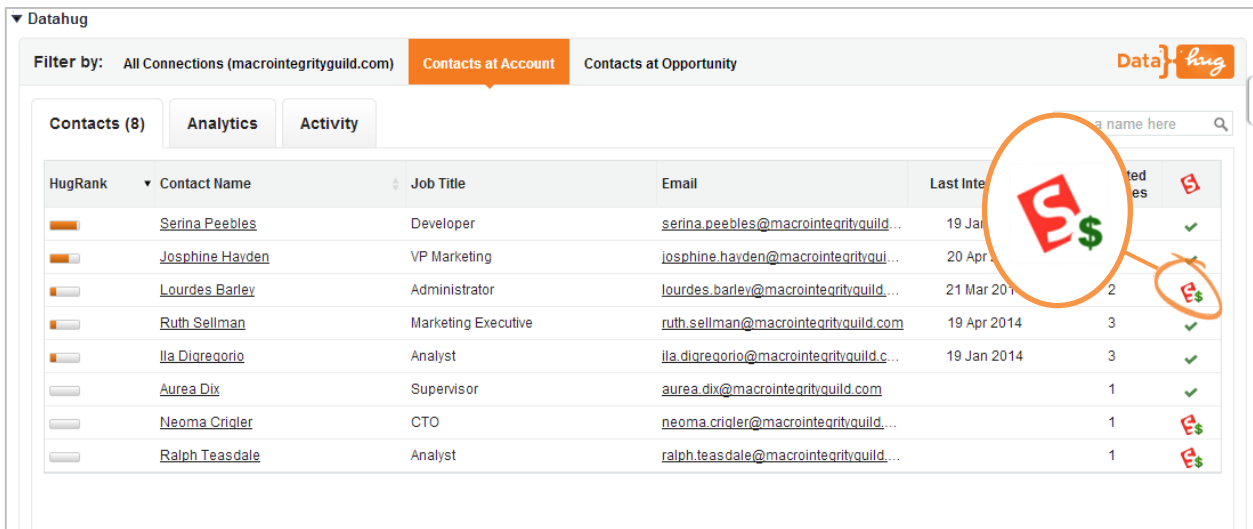 Datahug
Filter by: All Connections (macrointegrityguild.com) Contacts at Account Contacts at Opportunity Data hug
Contacts (8) Analytics Activity a name here
HugRank Contact Name Job Title Email Last Inte ted
es
Serina Peebles Developer serina.peebles@macrointegrityguild... 19 Jan
Josphine Hayden VP Marketing josphine.hayden@macrointegritygui... 20 Apr
Lourdes Barley Administrator lourdes.barley@macrointegrityguild.... 21 Mar 201 2 $
Ruth Sellman Marketing Executive ruth.sellman@macrointegrityguild.com 19 Apr 2014 3
Ila Digregorio Analyst ila.digregorio@macrointegrityguild.c... 19 Jan 2014 3
Aurea Dix Supervisor aurea.dix@macrointegrityguild.com 1
Neoma Crigler CTO neoma.crigler@macrointegrityguild.... 1 $
Ralph Teasdale Analyst ralph.teasdale@macrointegrityguild.... 1 $
S $